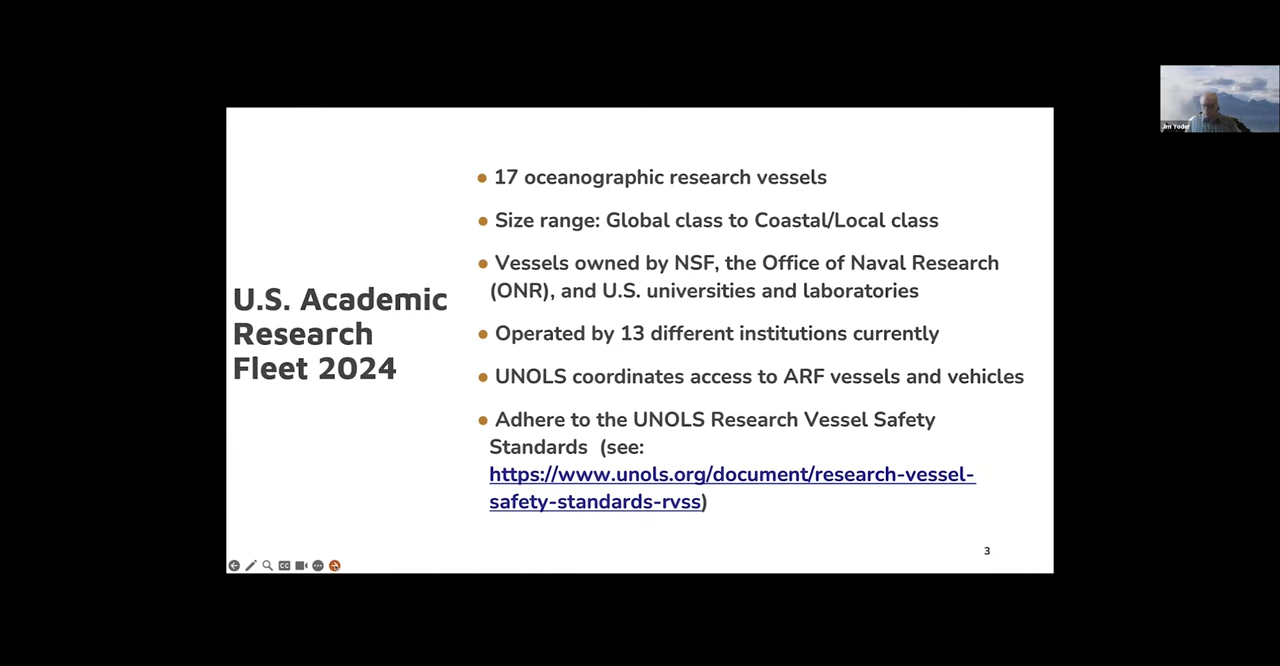 U.S. Academic
Research
Fleet 2024
● 17 oceanographic research vessels
● Size range: Global class to Coastal/Local class
● Vessels owned by NSF, the Office of Naval Research
(ONR), and U.S. universities and laboratories
● Operated by 13 different institutions currently
● UNOLS coordinates access to ARF vessels and vehicles
● Adhere to the UNOLS Research Vessel Safety
Standards (see:
https://www.unols.org/document/research-vessel-
safety-standards-rvss)
3
CC
Jim Yoder